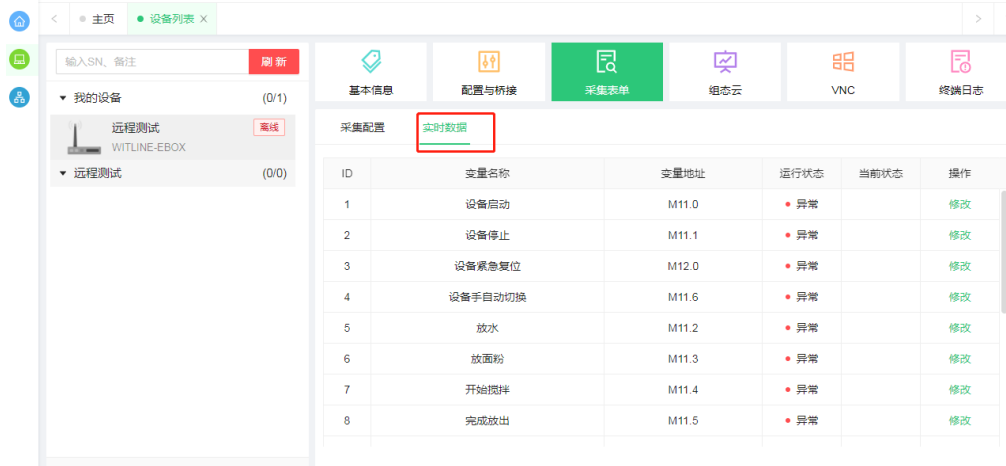 主页
设备列表 X
输入SN、备注
刷 新
我的设备 (0/1)
远程测试 离线
WITLINE-EBOX
远程测试 (0/0)
基本信息
配置与桥接
采集表单
组态云
VNC
终端日志
采集配置
实时数据
ID 变量名称 变量地址 运行状态 当前状态 操作
1 设备启动 M11.0 异常 修改
2 设备停止 M11.1 异常 修改
3 设备紧急复位 M12.0 异常 修改
4 设备手自动切换 M11.6 异常 修改
5 放水 M11.2 异常 修改
6 放面粉 M11.3 异常 修改
7 开始搅拌 M11.4 异常 修改
8 完成放出 M11.5 异常 修改